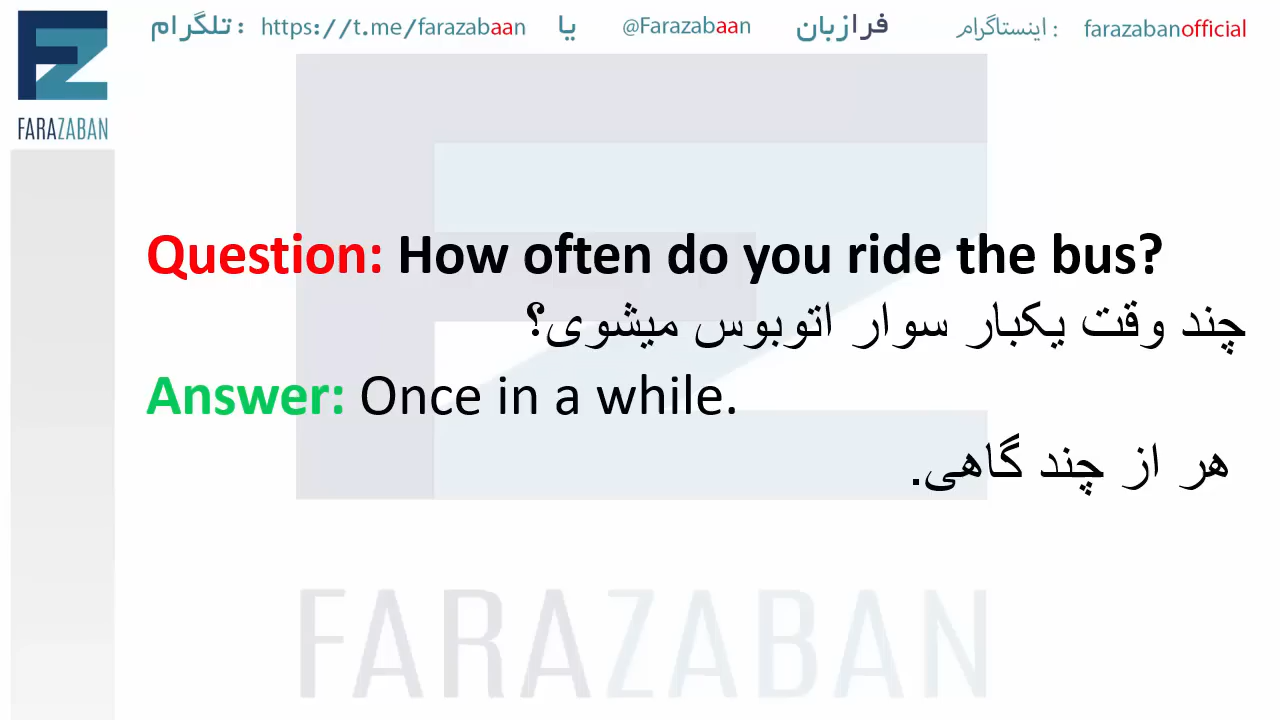 تلگرام : https://t.me/farazabaan یا @Farazabaan فرازبان اینستاگرام : farazabanofficial
FZ
FARAZABAN
Question: How often do you ride the bus?
چند وقت یکبار سوار اتوبوس میشوی؟
Answer: Once in a while.
هر از چند گاهی.
FARAZABAN